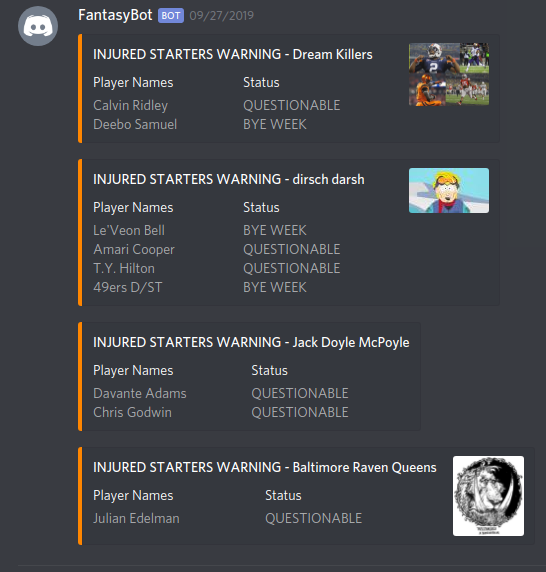 FantasyBot BOT 09/27/2019
INJURED STARTERS WARNING - Dream Killers
Player Names Status
Calvin Ridley QUESTIONABLE
Deebo Samuel BYE WEEK
INJURED STARTERS WARNING - dirsch darsh
Player Names Status
Le'Veon Bell BYE WEEK
Amari Cooper QUESTIONABLE
T.Y. Hilton QUESTIONABLE
49ers D/ST BYE WEEK
INJURED STARTERS WARNING - Jack Doyle McPoyle
Player Names Status
Davante Adams QUESTIONABLE
Chris Godwin QUESTIONABLE
INJURED STARTERS WARNING - Baltimore Raven Queens
Player Names Status
Julian Edelman QUESTIONABLE